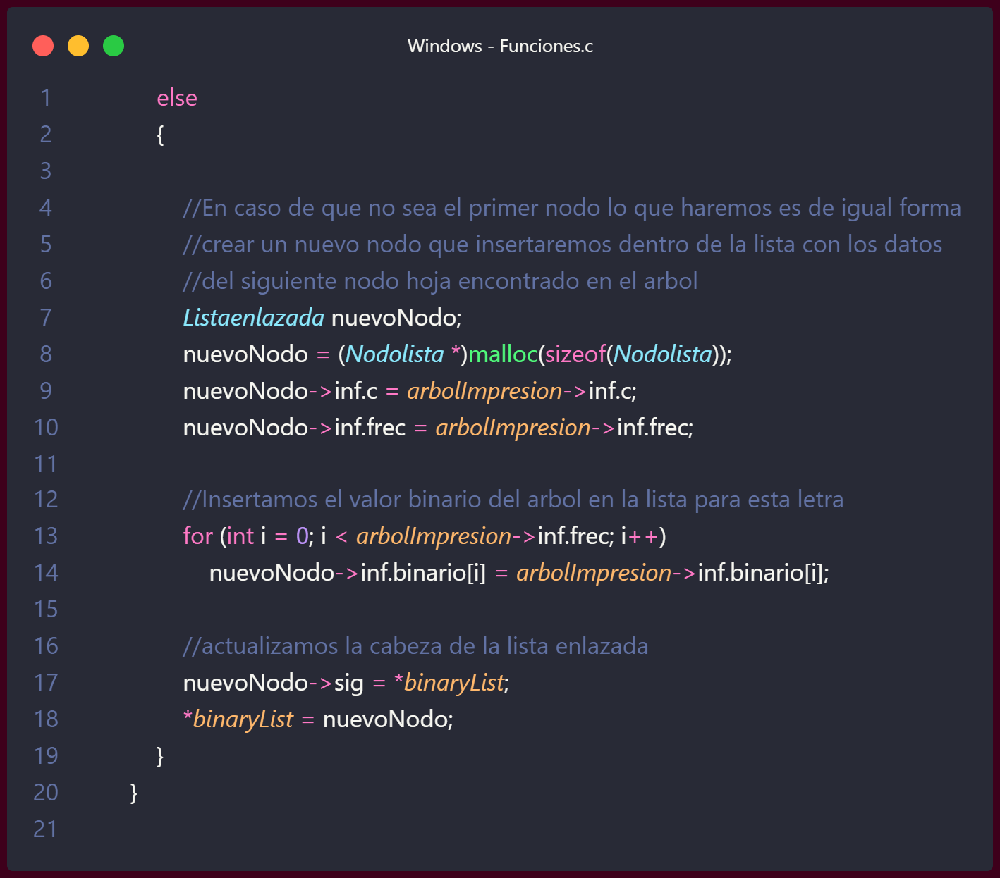 Windows - Funciones.c
1 else
2 {
3
4 //En caso de que no sea el primer nodo lo que haremos es de igual forma
5 //crear un nuevo nodo que insertaremos dentro de la lista con los datos
6 //del siguiente nodo hoja encontrado en el arbol
7 Listaenlazada nuevoNodo;
8 nuevoNodo = (Nodolista *)malloc(sizeof(Nodolista));
9 nuevoNodo->inf.c = arbolImpresion->inf.c;
10 nuevoNodo->inf.frec = arbolImpresion->inf.frec;
11
12 //Insertamos el valor binario del arbol en la lista para esta letra
13 for (int i = 0; i < arbolImpresion->inf.frec; i++)
14 nuevoNodo->inf.binario[i] = arbolImpresion->inf.binario[i];
15
16 //actualizamos la cabeza de la lista enlazada
17 nuevoNodo->sig = *binaryList;
18 *binaryList = nuevoNodo;
19 }
20 }
21